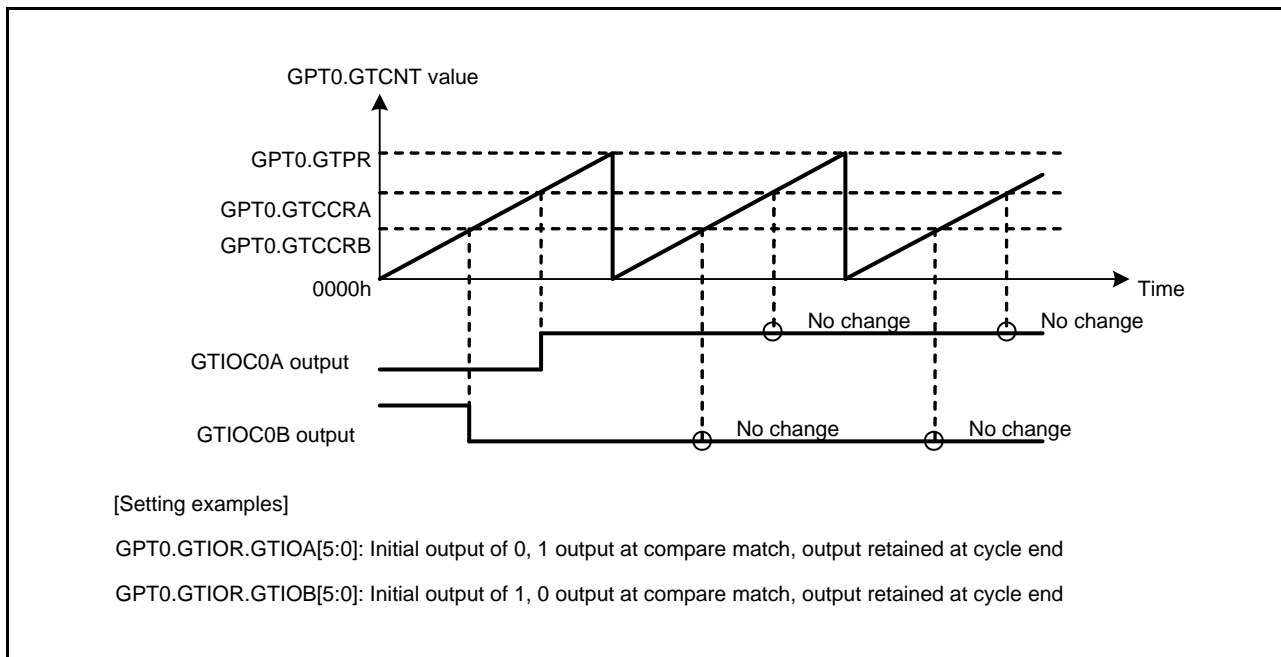 GPT0.GTCNT value
GPT0.GTPR
GPT0.GTCCRA
GPT0.GTCCRB
0000h
Time
No change
No change
GTIOC0A output
No change
No change
GTIOC0B output
[Setting examples]
GPT0.GTIOR.GTIOA[5:0]: Initial output of 0, 1 output at compare match, output retained at cycle end
GPT0.GTIOR.GTIOB[5:0]: Initial output of 1, 0 output at compare match, output retained at cycle end